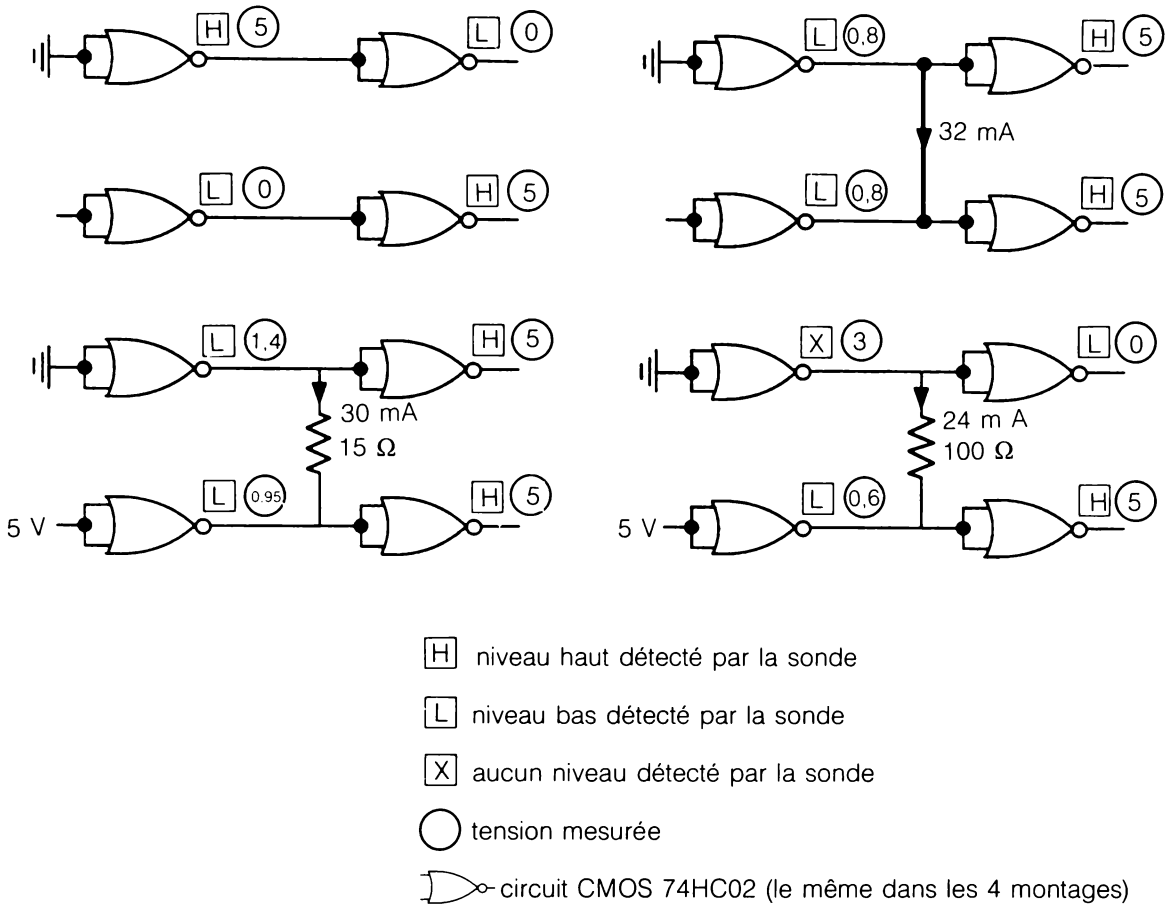 H 5 L 0
L 0,8 H 5
32 mA
L 0 H 5
L 0,8 H 5
L 1,4 H 5
30 mA
15 Ω
5 V L 0.95 H 5
X 3 L 0
24 m A
100 Ω
5 V L 0,6 H 5
H niveau haut détecté par la sonde
L niveau bas détecté par la sonde
X aucun niveau détecté par la sonde
tension mesurée
circuit CMOS 74HC02 (le même dans les 4 montages)